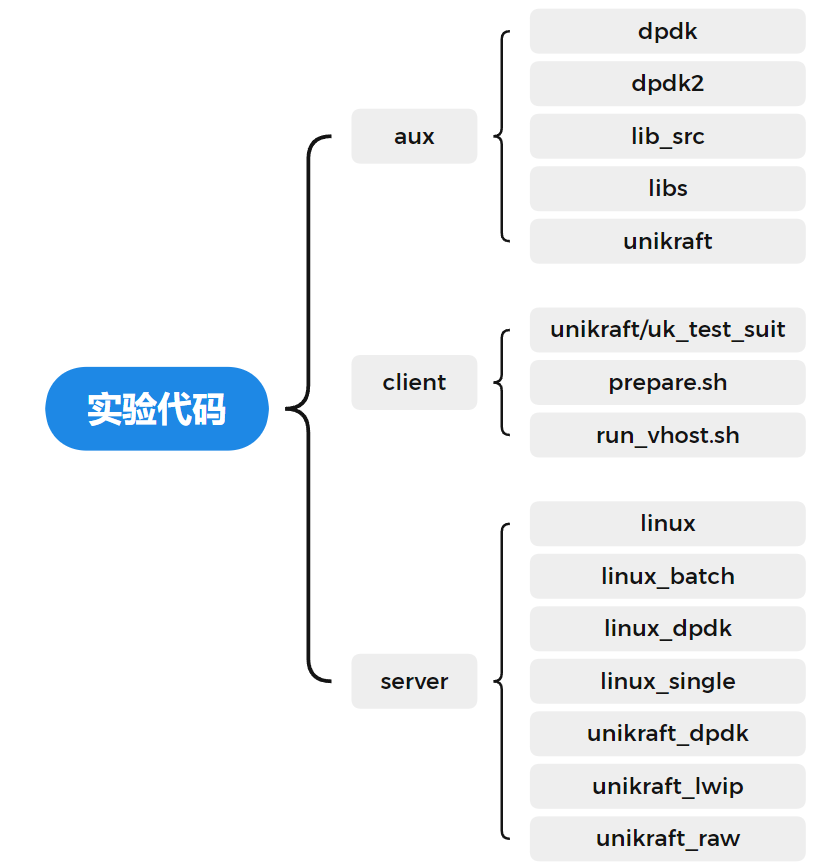 实验代码
aux
dpdk
dpdk2
lib_src
libs
unikraft
client
unikraft/uk_test_suit
prepare.sh
run_vhost.sh
server
linux
linux_batch
linux_dpdk
linux_single
unikraft_dpdk
unikraft_lwip
unikraft_raw